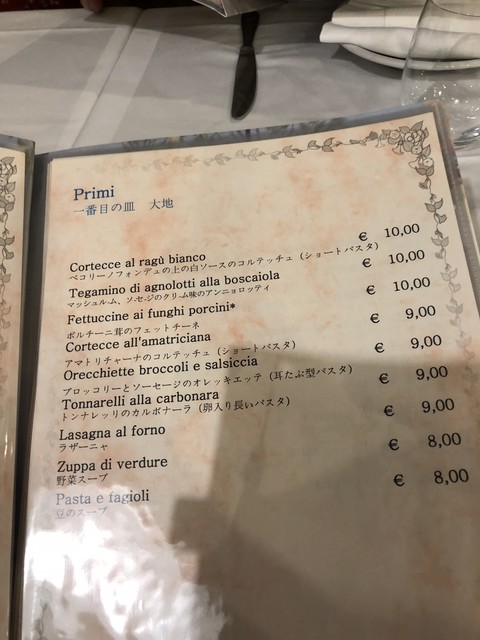 Primi
一番目の皿 大地
Cortecce al ragù bianco € 10,00
ペコリーノフォンデュの上の白ソースのコルテッチュ (ショートパスタ)
Tegamino di agnolotti alla boscaiola € 10,00
マッシュルーム、ソーセージのクリーム味のアンニョロッティ
Fettuccine ai funghi porcini* € 10,00
ポルチーニ茸のフェットチーネ
Cortecce all'amatriciana € 9,00
アマトリチャーナのコルテッチュ (ショートパスタ)
Orecchiette broccoli e salsiccia € 9,00
ブロッコリーとソーセージのオレッキエッテ (耳たぶ型パスタ)
Tonnarelli alla carbonara € 9,00
トンナレッリのカルボナーラ (卵入り長いパスタ)
Lasagna al forno € 9,00
ラザーニャ
Zuppa di verdure € 8,00
野菜スープ
Pasta e fagioli € 8,00
豆のスープ